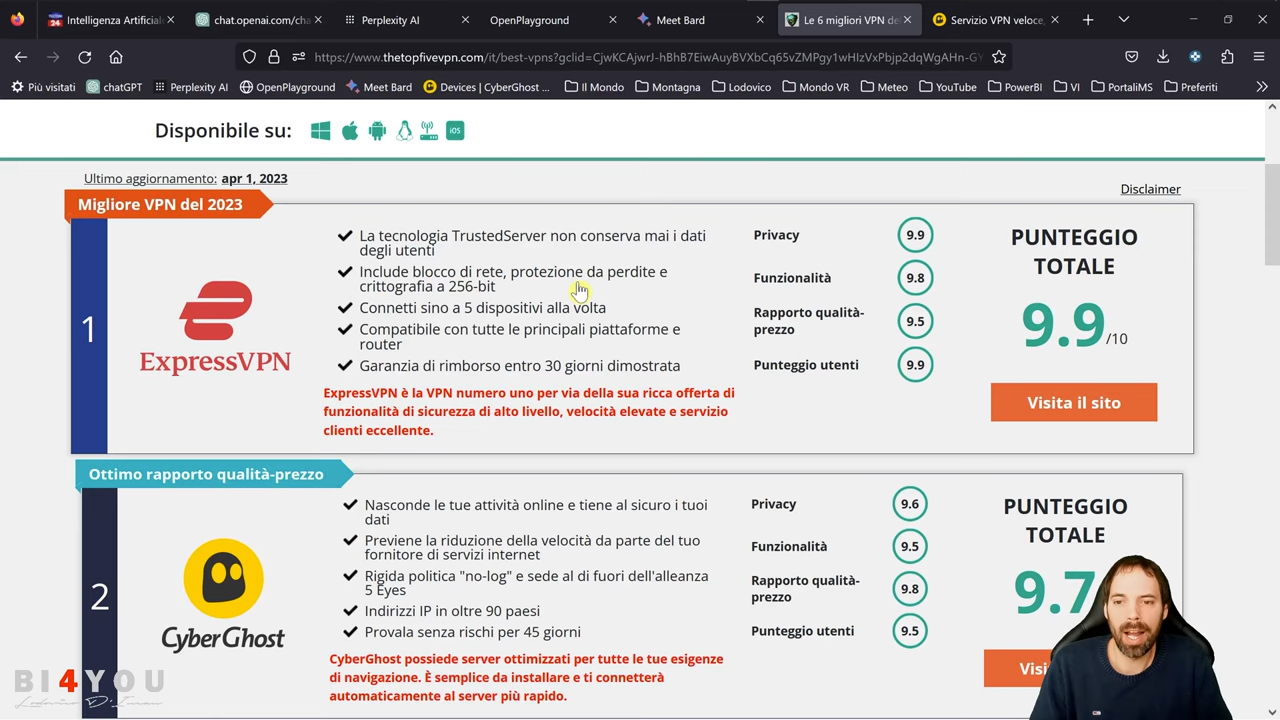 Intelligenza Artificiale
chat.openai.com/cha
Perplexity AI
OpenPlayground
Meet Bard
Le 6 migliori VPN de
Servizio VPN veloce,
https://www.thetopfivevpn.com/it/best-vpns?gclid=
Più visitati
chatGPT
Perplexity AI
OpenPlayground
Meet Bard
Devices | CyberGhost ...
Il Mondo
Montagna
Lodovico
Mondo VR
Meteo
YouTube
PowerBI
VI
PortaliMS
Preferiti
Disponibile su:
iOS
Ultimo aggiornamento: apr 1, 2023
Disclaimer
Migliore VPN del 2023
1
ExpressVPN
La tecnologia TrustedServer non conserva mai i dati
degli utenti
Include blocco di rete, protezione da perdite e
crittografia a 256-bit
Connetti sino a 5 dispositivi alla volta
Compatibile con tutte le principali piattaforme e
router
Garanzia di rimborso entro 30 giorni dimostrata
ExpressVPN è la VPN numero uno per via della sua ricca offerta di
funzionalità di sicurezza di alto livello, velocità elevate e servizio
clienti eccellente.
Privacy 9.9
Funzionalità 9.8
Rapporto qualità-
prezzo 9.5
Punteggio utenti 9.9
PUNTEGGIO
TOTALE
9.9/10
Visita il sito
Ottimo rapporto qualità-prezzo
2
CyberGhost
Nasconde le tue attività online e tiene al sicuro i tuoi
dati
Previene la riduzione della velocità da parte del tuo
fornitore di servizi internet
Rigida politica "no-log" e sede al di fuori dell'alleanza
5 Eyes
Indirizzi IP in oltre 90 paesi
Provala senza rischi per 45 giorni
CyberGhost possiede server ottimizzati per tutte le tue esigenze
di navigazione. È semplice da installare e ti connetterà
automaticamente al server più rapido.
Privacy 9.6
Funzionalità 9.5
Rapporto qualità-
prezzo 9.8
Punteggio utenti 9.5
PUNTEGGIO
TOTALE
9.7
Visi
BI4YOU